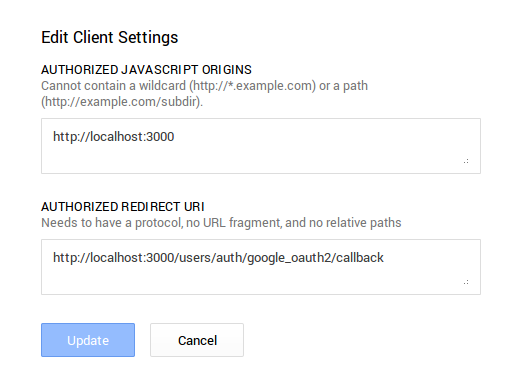 Edit Client Settings
AUTHORIZED JAVASCRIPT ORIGINS
Cannot contain a wildcard (http://*.example.com) or a path
(http://example.com/subdir).
http://localhost:3000
AUTHORIZED REDIRECT URI
Needs to have a protocol, no URL fragment, and no relative paths
http://localhost:3000/users/auth/google_oauth2/callback
Update
Cancel